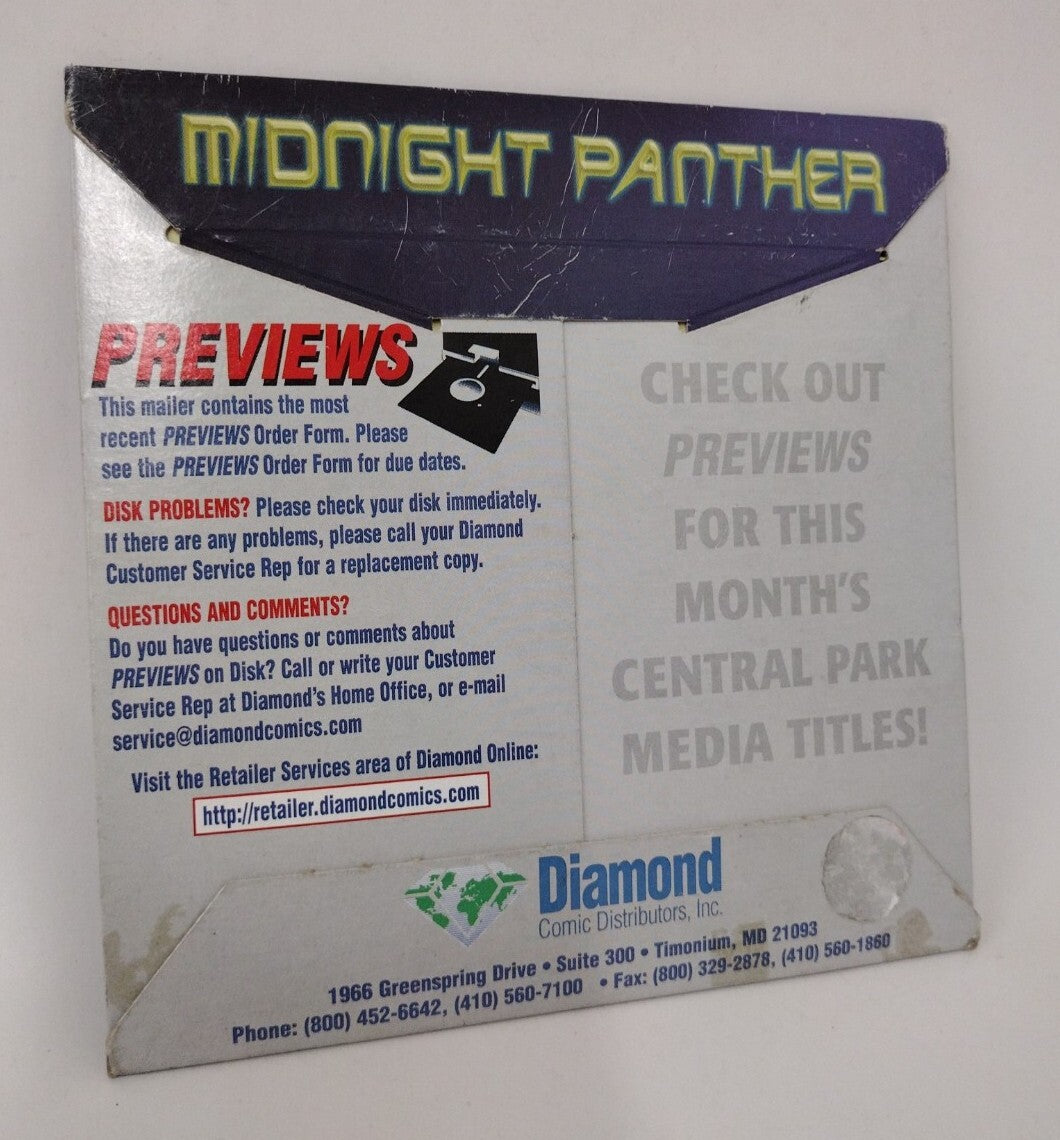 MIDNIGHT PANTHER
PREVIEWS
This mailer contains the most
recent PREVIEWS Order Form. Please
see the PREVIEWS Order Form for due dates.
DISK PROBLEMS? Please check your disk immediately.
If there are any problems, please call your Diamond
Customer Service Rep for a replacement copy.
QUESTIONS AND COMMENTS?
Do you have questions or comments about
PREVIEWS on Disk? Call or write your Customer
Service Rep at Diamond's Home Office, or e-mail
service@diamondcomics.com
Visit the Retailer Services area of Diamond Online:
http://retailer.diamondcomics.com
CHECK OUT
PREVIEWS
FOR THIS
MONTH'S
CENTRAL PARK
MEDIA TITLES!
Diamond
Comic Distributors, Inc.
1966 Greenspring Drive • Suite 300 • Timonium, MD 21093
Phone: (800) 452-6642, (410) 560-7100 • Fax: (800) 329-2878, (410) 560-1860